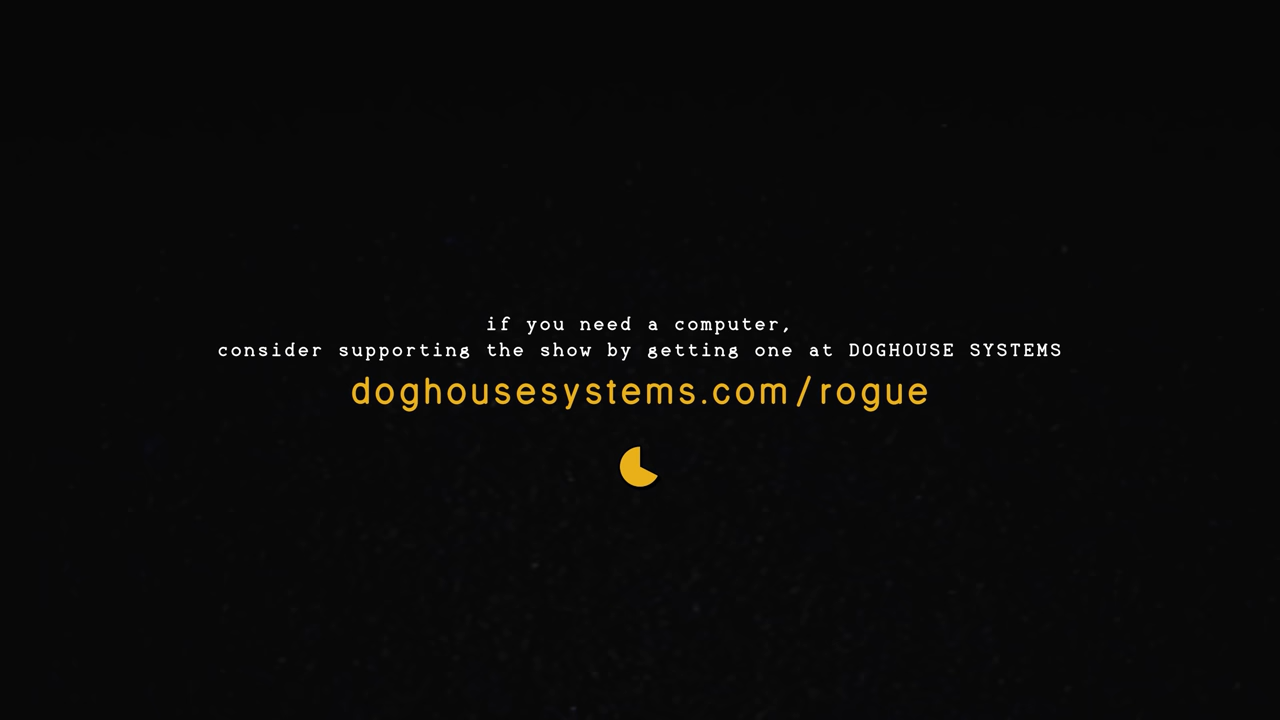 if you need a computer,
consider supporting the show by getting one at DOGHOUSE SYSTEMS
doghousesystems.com/rogue